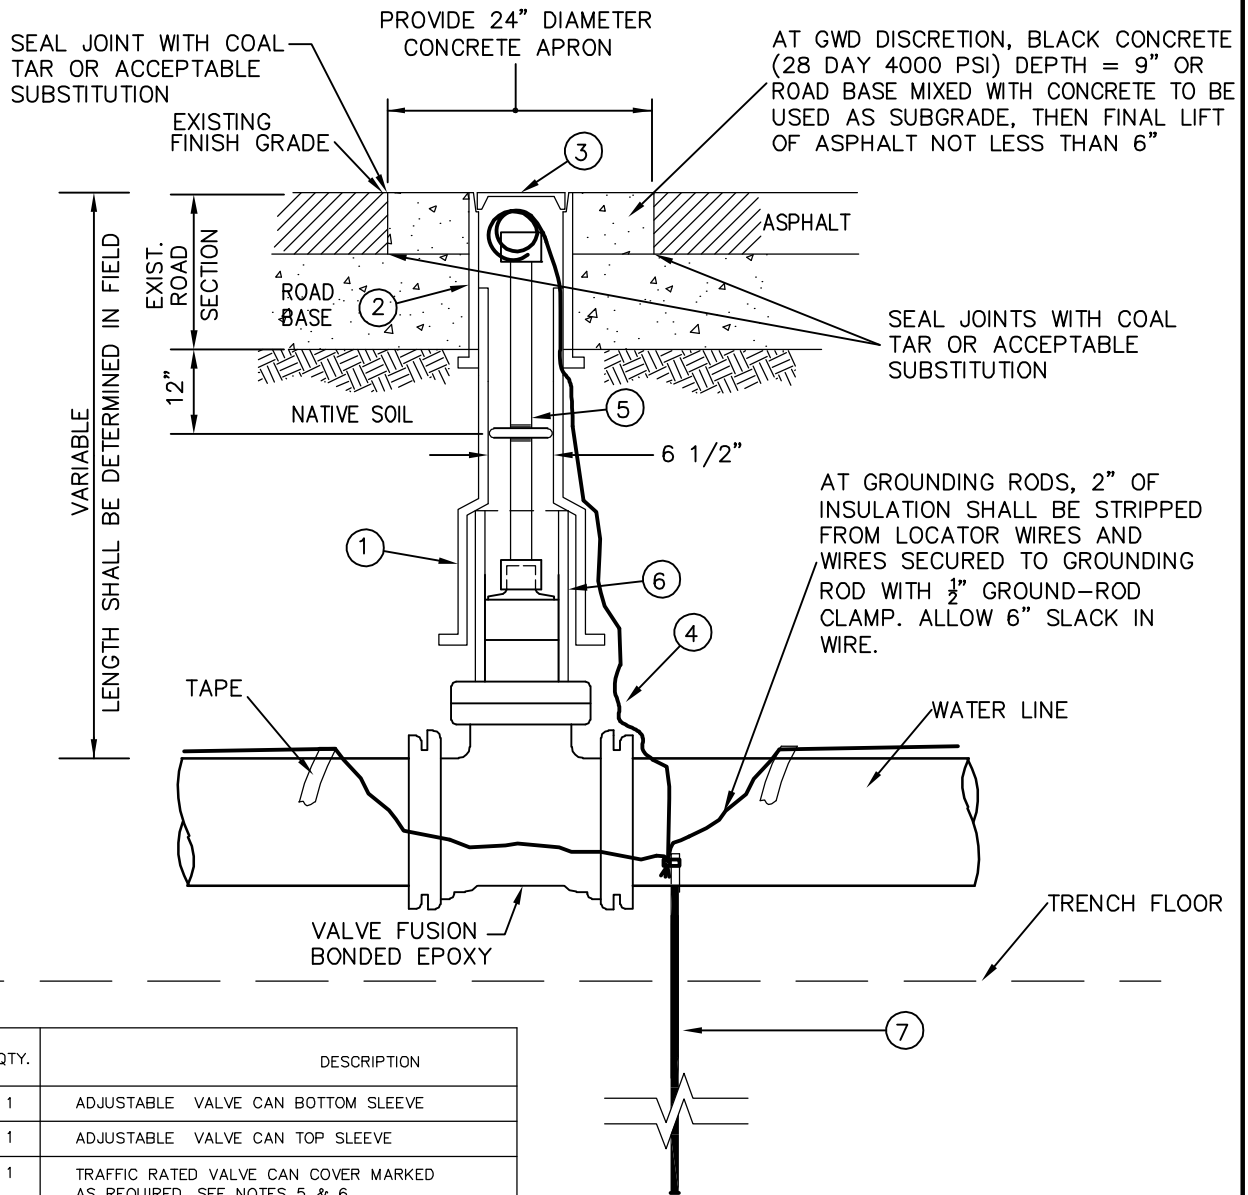 PROVIDE 24” DIAMETER
CONCRETE APRON
SEAL JOINT WITH COAL
TAR OR ACCEPTABLE
SUBSTITUTION
AT GWD DISCRETION, BLACK CONCRETE
(28 DAY 4000 PSI) DEPTH = 9” OR
ROAD BASE MIXED WITH CONCRETE TO BE
USED AS SUBGRADE, THEN FINAL LIFT
OF ASPHALT NOT LESS THAN 6”
EXISTING
FINISH GRADE
3
ASPHALT
EXIST.
ROAD
SECTION
ROAD
BASE
2
SEAL JOINTS WITH COAL
TAR OR ACCEPTABLE
SUBSTITUTION
12”
NATIVE SOIL
5
6 1/2”
VARIABLE
LENGTH SHALL BE DETERMINED IN FIELD
AT GROUNDING RODS, 2” OF
INSULATION SHALL BE STRIPPED
FROM LOCATOR WIRES AND
WIRES SECURED TO GROUNDING
ROD WITH ½” GROUND-ROD
CLAMP. ALLOW 6” SLACK IN
WIRE.
1
6
4
TAPE
WATER LINE
VALVE FUSION
BONDED EPOXY
TRENCH FLOOR
7
QTY. DESCRIPTION
1 ADJUSTABLE VALVE CAN BOTTOM SLEEVE
1 ADJUSTABLE VALVE CAN TOP SLEEVE
1 TRAFFIC RATED VALVE CAN COVER MARKED
AS REQUIRED. SEE NOTES 5 & 6